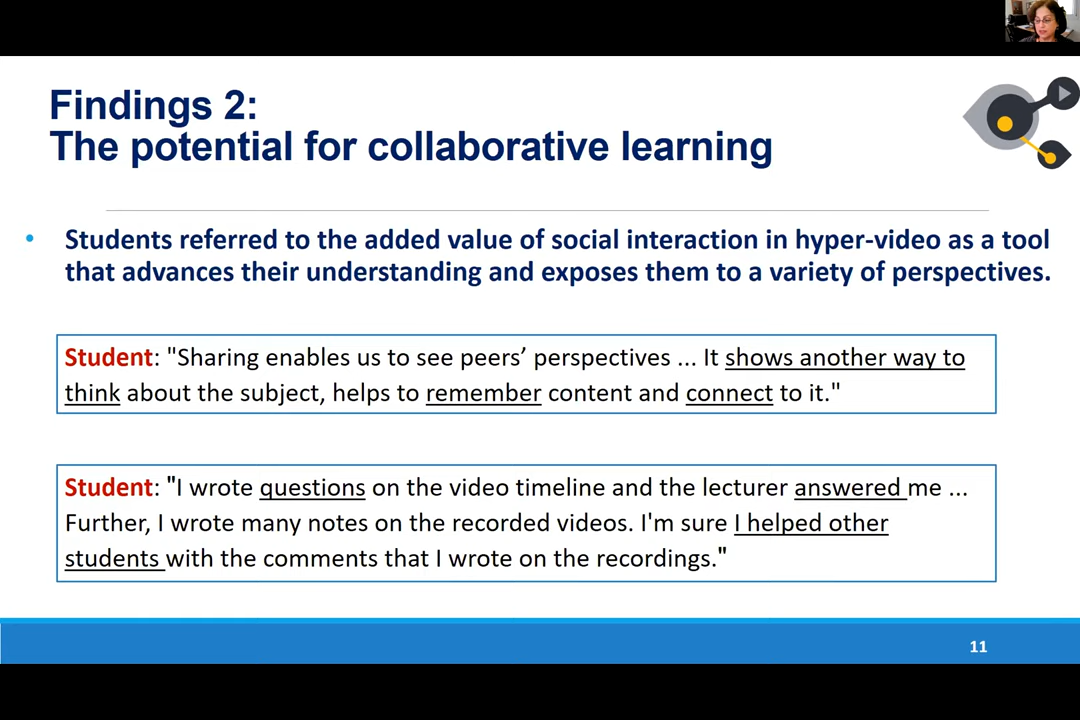 Findings 2:
The potential for collaborative learning
• Students referred to the added value of social interaction in hyper-video as a tool
that advances their understanding and exposes them to a variety of perspectives.
Student: "Sharing enables us to see peers’ perspectives ... It shows another way to
think about the subject, helps to remember content and connect to it."
Student: "I wrote questions on the video timeline and the lecturer answered me ...
Further, I wrote many notes on the recorded videos. I'm sure I helped other
students with the comments that I wrote on the recordings."
11